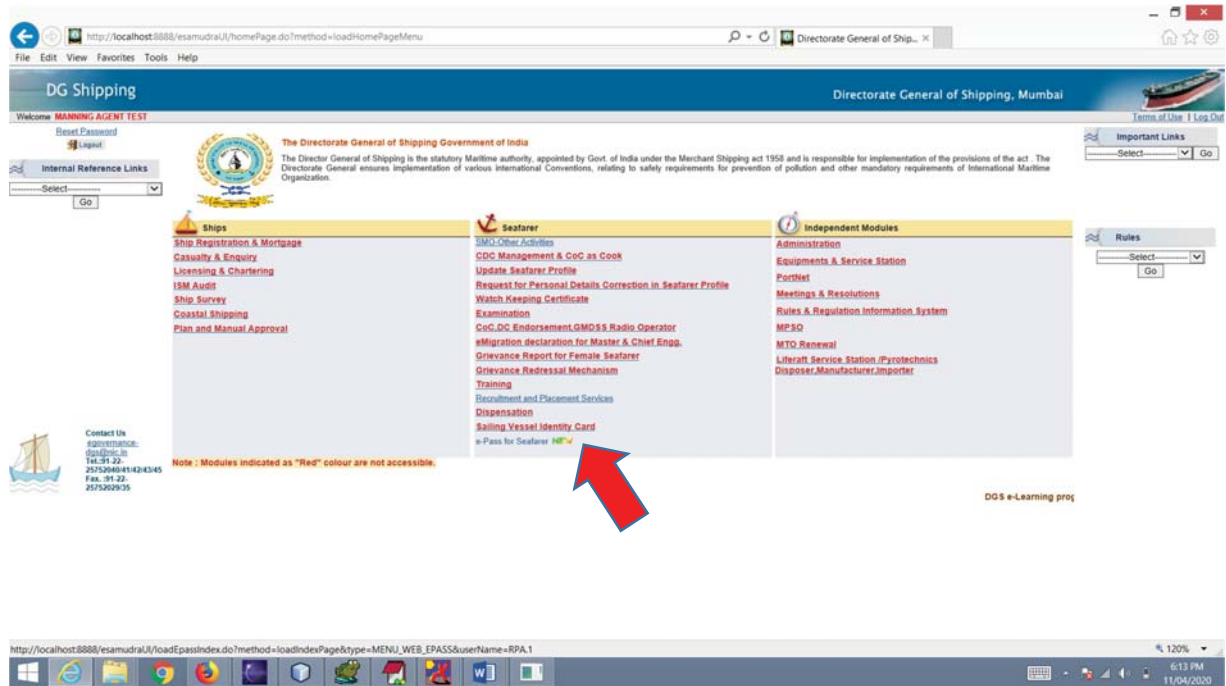 http://localhost:8888/esamudraUI/homePage.do?method=loadHomePageMenu
Directorate General of Ship...
File Edit View Favorites Tools Help
DG Shipping
Directorate General of Shipping, Mumbai
Welcome MANNING AGENT TEST
Terms of Use | Log Out
Reset Password
Logout
Internal Reference Links
----------Select----------
Go
The Directorate General of Shipping Government of India
The Director General of Shipping is the statutory Maritime authority, appointed by Govt. of India under the Merchant Shipping act 1958 and is responsible for implementation of the provisions of the act . The
Directorate General ensures implementation of various international Conventions, relating to safety requirements for prevention of pollution and other mandatory requirements of International Maritime
Organization.
Important Links
----------Select----------
Go
Ships
Ship Registration & Mortgage
Casualty & Enquiry
Licensing & Chartering
ISM Audit
Ship Survey
Coastal Shipping
Plan and Manual Approval
Seafarer
SMO-Other Activities
CDC Management & CoC as Cook
Update Seafarer Profile
Request for Personal Details Correction in Seafarer Profile
Watch Keeping Certificate
Examination
CoC,DC Endorsement,GMDSS Radio Operator
eMigration declaration for Master & Chief Engg.
Grievance Report for Female Seafarer
Grievance Redressal Mechanism
Training
Recruitment and Placement Services
Dispensation
Sailing Vessel Identity Card
e-Pass for Seafarer NEW
Independent Modules
Administration
Equipments & Service Station
PortNet
Meetings & Resolutions
Rules & Regulation Information System
MPSO
MTO Renewal
Liferaft Service Station /Pyrotechnics
Disposer,Manufacturer,Importer
Rules
----------Select----------
Go
Contact Us
egovernance-
dgs@nic.in
Tel.:91-22-
25752040/41/42/43/45
Fax. :91-22-
25752029/35
Note : Modules indicated as "Red" colour are not accessible.
DGS e-Learning prog
http://localhost:8888/esamudraUI/loadEpassIndex.do?method=loadIndexPage&type=MENU_WEB_EPASS&userName=RPA.1
120%
6:13 PM
11/04/2020